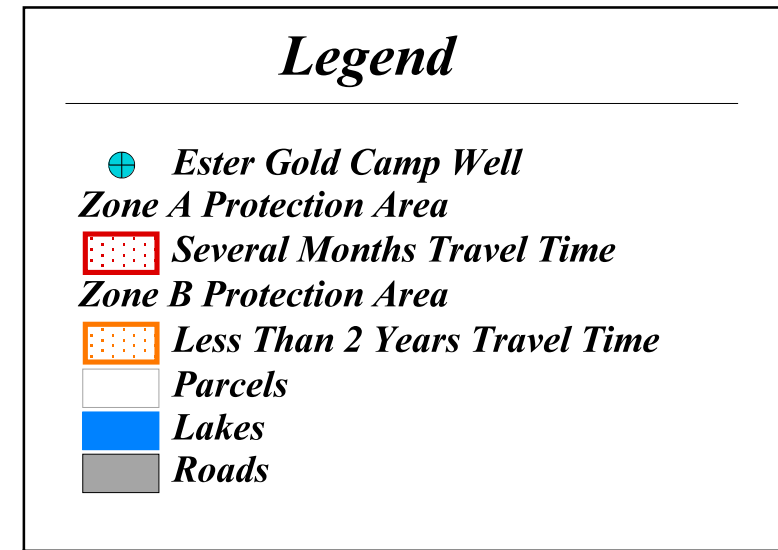 Legend
Ester Gold Camp Well
Zone A Protection Area
Several Months Travel Time
Zone B Protection Area
Less Than 2 Years Travel Time
Parcels
Lakes
Roads